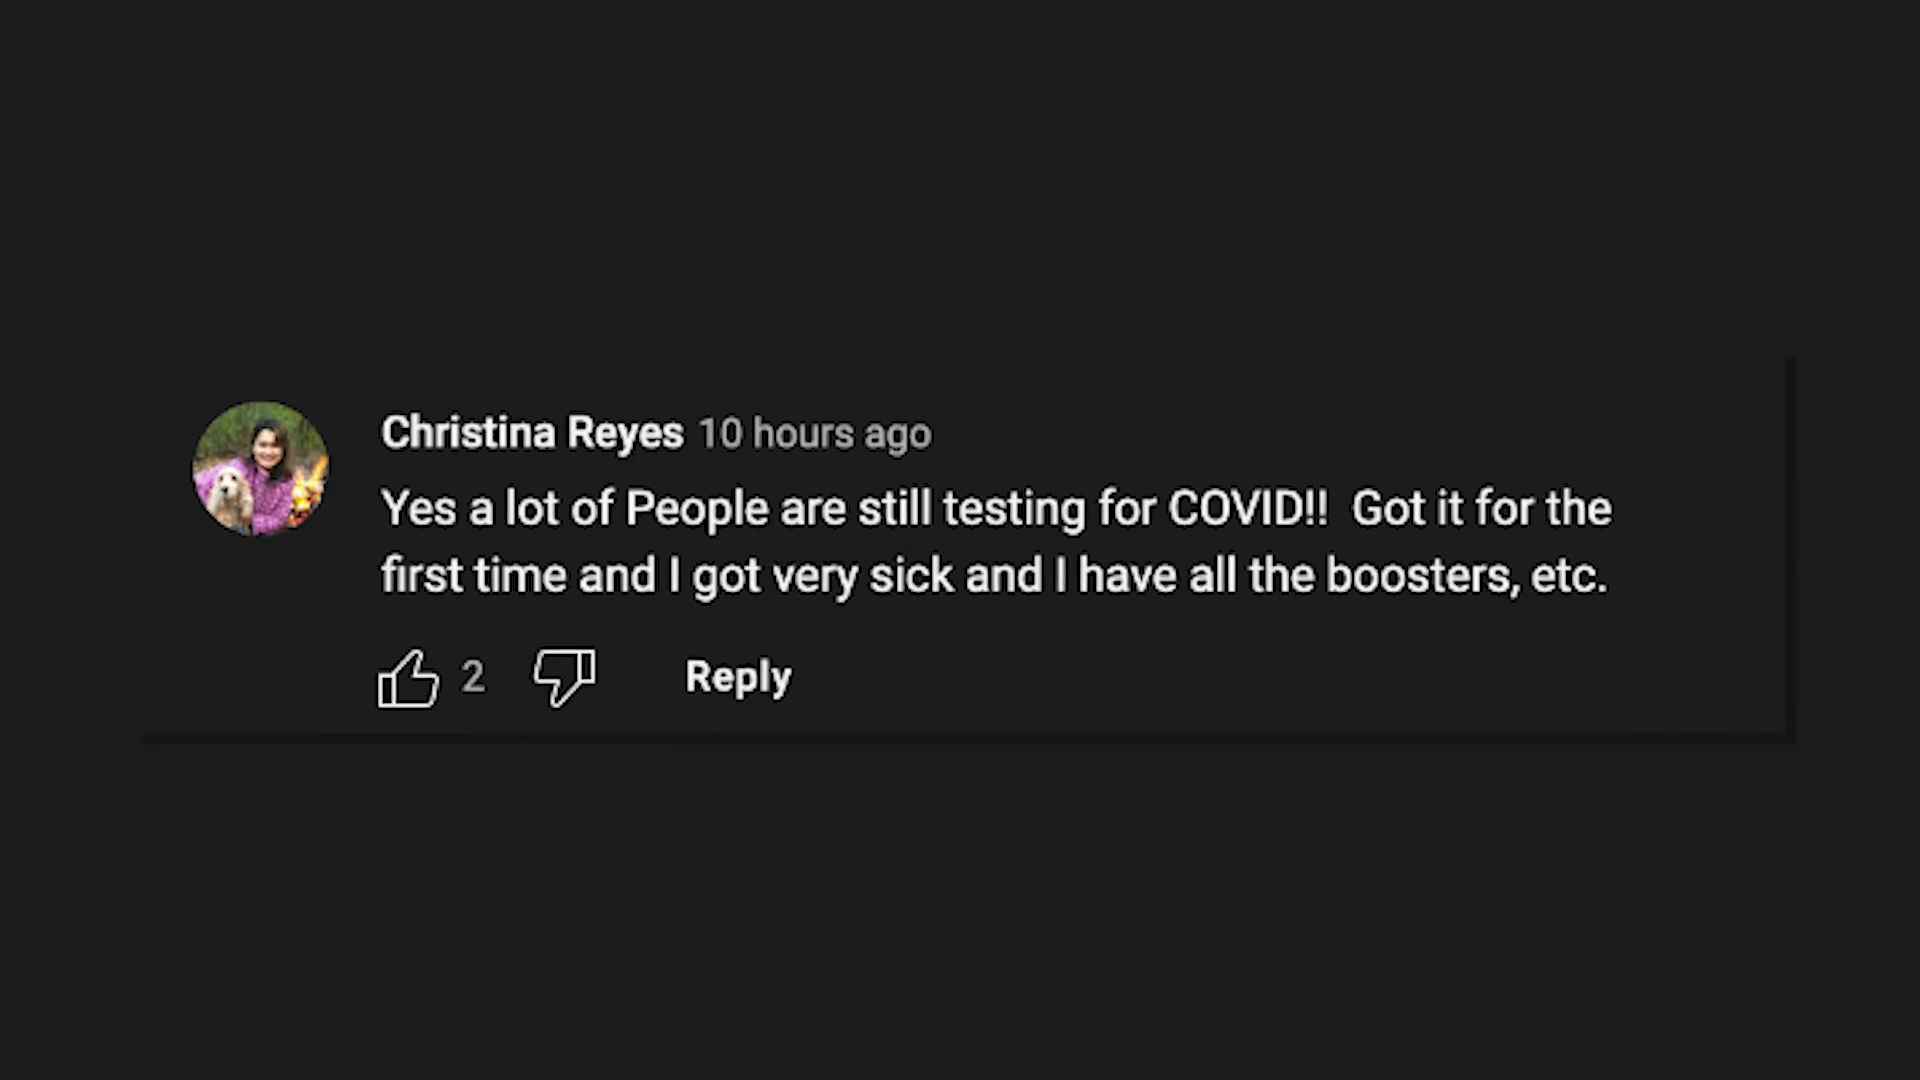 Christina Reyes 10 hours ago
Yes a lot of People are still testing for COVID!!  Got it for the
first time and I got very sick and I have all the boosters, etc.
2 Reply